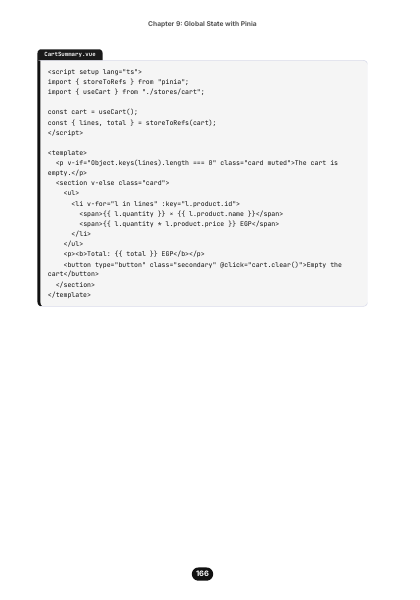 Chapter 9: Global State with Pinia
CartSummary.vue
<script setup lang="ts">
import { storeToRefs } from "pinia";
import { useCart } from "./stores/cart";

const cart = useCart();
const { lines, total } = storeToRefs(cart);
</script>

<template>
  <p v-if="Object.keys(lines).length === 0" class="card muted">The cart is
empty.</p>
  <section v-else class="card">
    <ul>
      <li v-for="l in lines" :key="l.product.id">
        <span>{{ l.quantity }} × {{ l.product.name }}</span>
        <span>{{ l.quantity * l.product.price }} EGP</span>
      </li>
    </ul>
    <p><b>Total: {{ total }} EGP</b></p>
    <button type="button" class="secondary" @click="cart.clear()">Empty the
cart</button>
  </section>
</template>
166